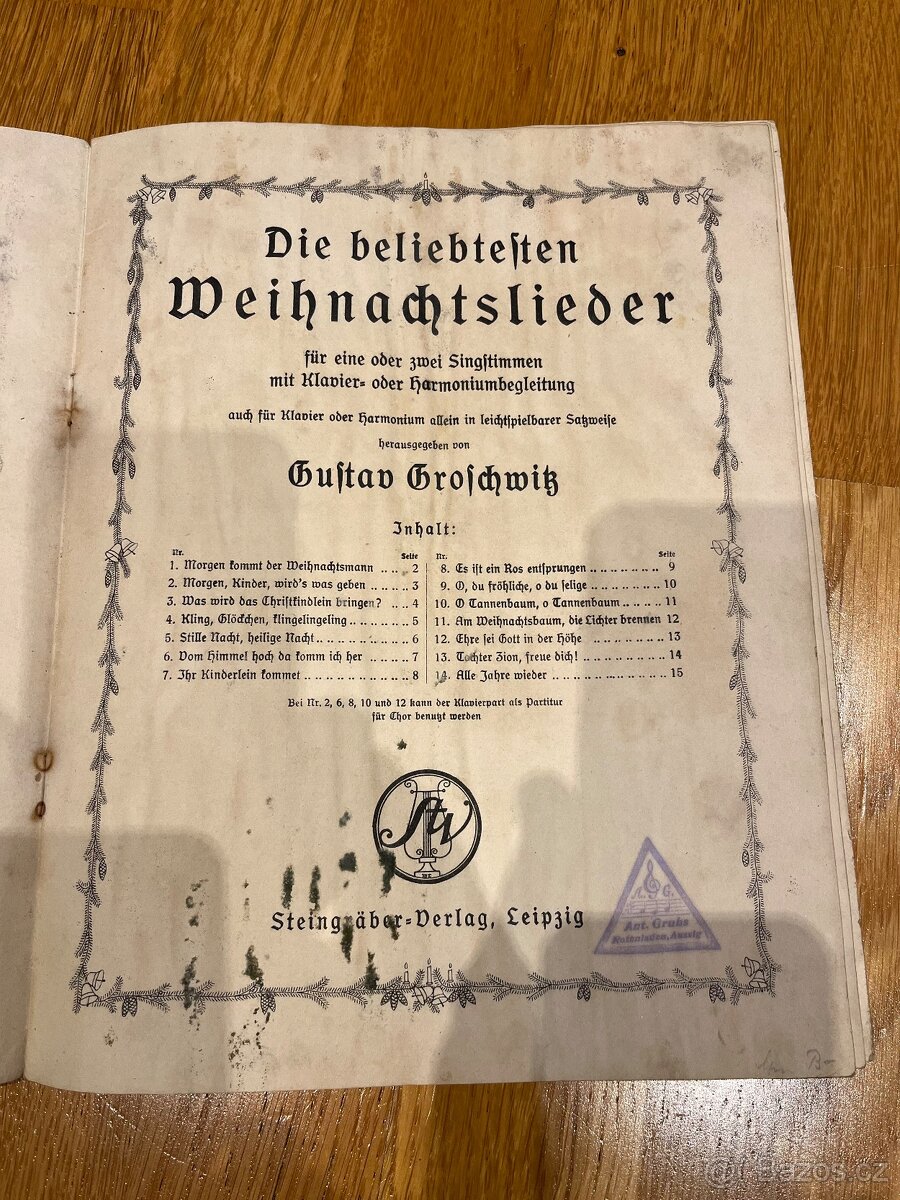 Die beliebteſten
Weihnachtslieder
für eine oder zwei Singſtimmen
mit Klavier- oder Harmoniumbegleitung
auch für Klavier oder Harmonium allein in leichtſpielbarer Satzweiſe
herausgegeben von
Guſtav Groſchwitz
Inhalt:
Nr. Seite
1. Morgen kommt der Weihnachtsmann .. .. 2
2. Morgen, Kinder, wird's was geben .. .. .. 3
3. Was wird das Chriſtkindlein bringen? .. .. 4
4. Kling, Glöckchen, klingelingeling .. .. .. 5
5. Stille Nacht, heilige Nacht .. .. .. .. .. 6
6. Vom Himmel hoch da komm ich her .. .. .. 7
7. Ihr Kinderlein kommet .. .. .. .. .. .. 8
Nr. Seite
8. Es iſt ein Ros entſprungen .. .. .. .. 9
9. O, du fröhliche, o du ſelige .. .. .. .. 10
10. O Tannenbaum, o Tannenbaum .. .. .. 11
11. Am Weihnachtsbaum, die Lichter brennen 12
12. Ehre ſei Gott in der Höhe .. .. .. .. 13
13. Tochter Zion, freue dich! .. .. .. .. .. 14
14. Alle Jahre wieder .. .. .. .. .. .. .. 15
Bei Nr. 2, 6, 8, 10 und 12 kann der Klavierpart als Partitur
für Chor benutzt werden
StV
Steingräber-Verlag, Leipzig
A. G.
Ant. Grohs
Notenladen, Aussig
Bazos.cz